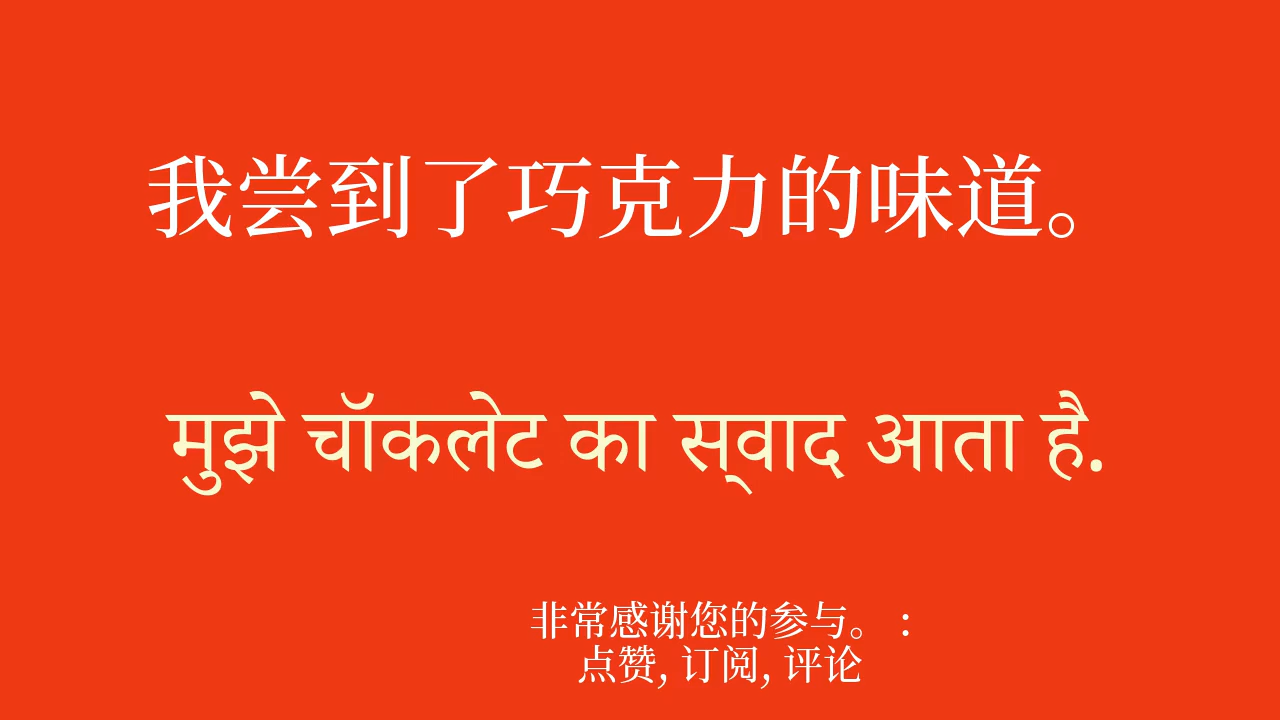 我尝到了巧克力的味道。
मुझे चॉकलेट का स्‌वाद आता है.
非常感谢您的参与。 :
点赞, 订阅, 评论